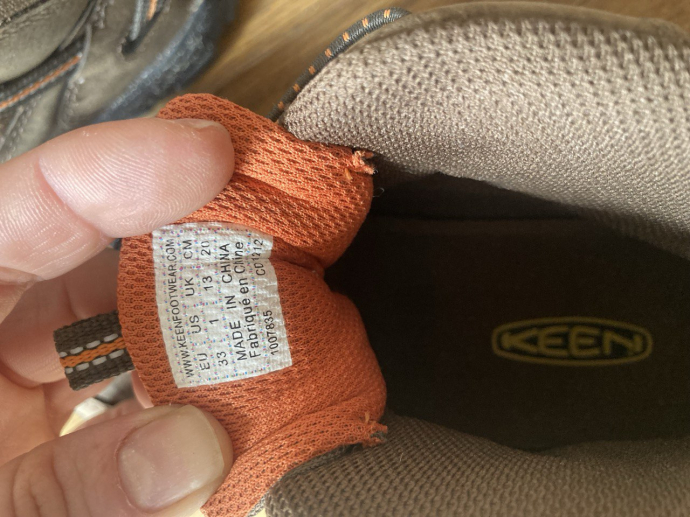 WWW.KEENFOOTWEAR.COM
EU US UK CM
33 1 13 20
MADE IN CHINA
Fabriqué en Chine
1007835 C01212
KEEN